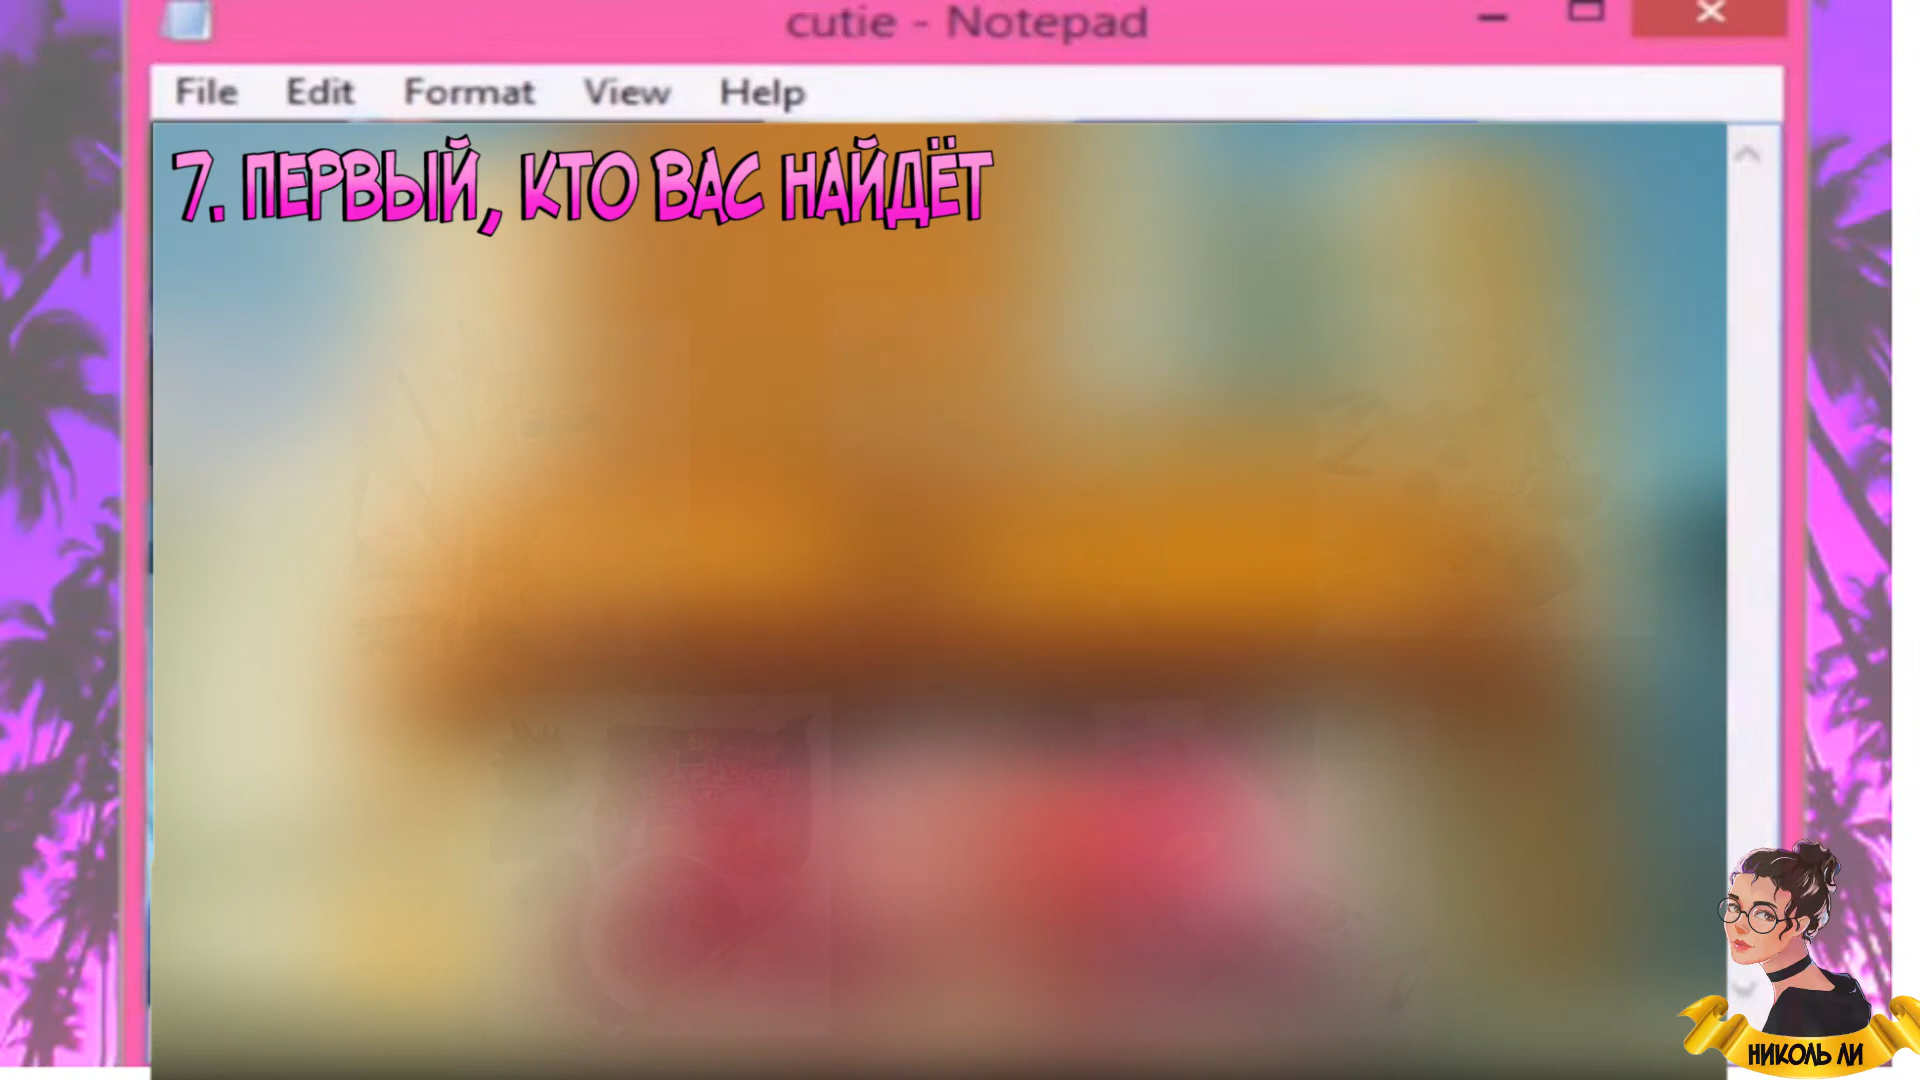 cutie - Notepad
File Edit Format View Help
7. ПЕРВЫЙ, КТО ВАС НАЙДЁТ
НИКОЛЬ ЛИ